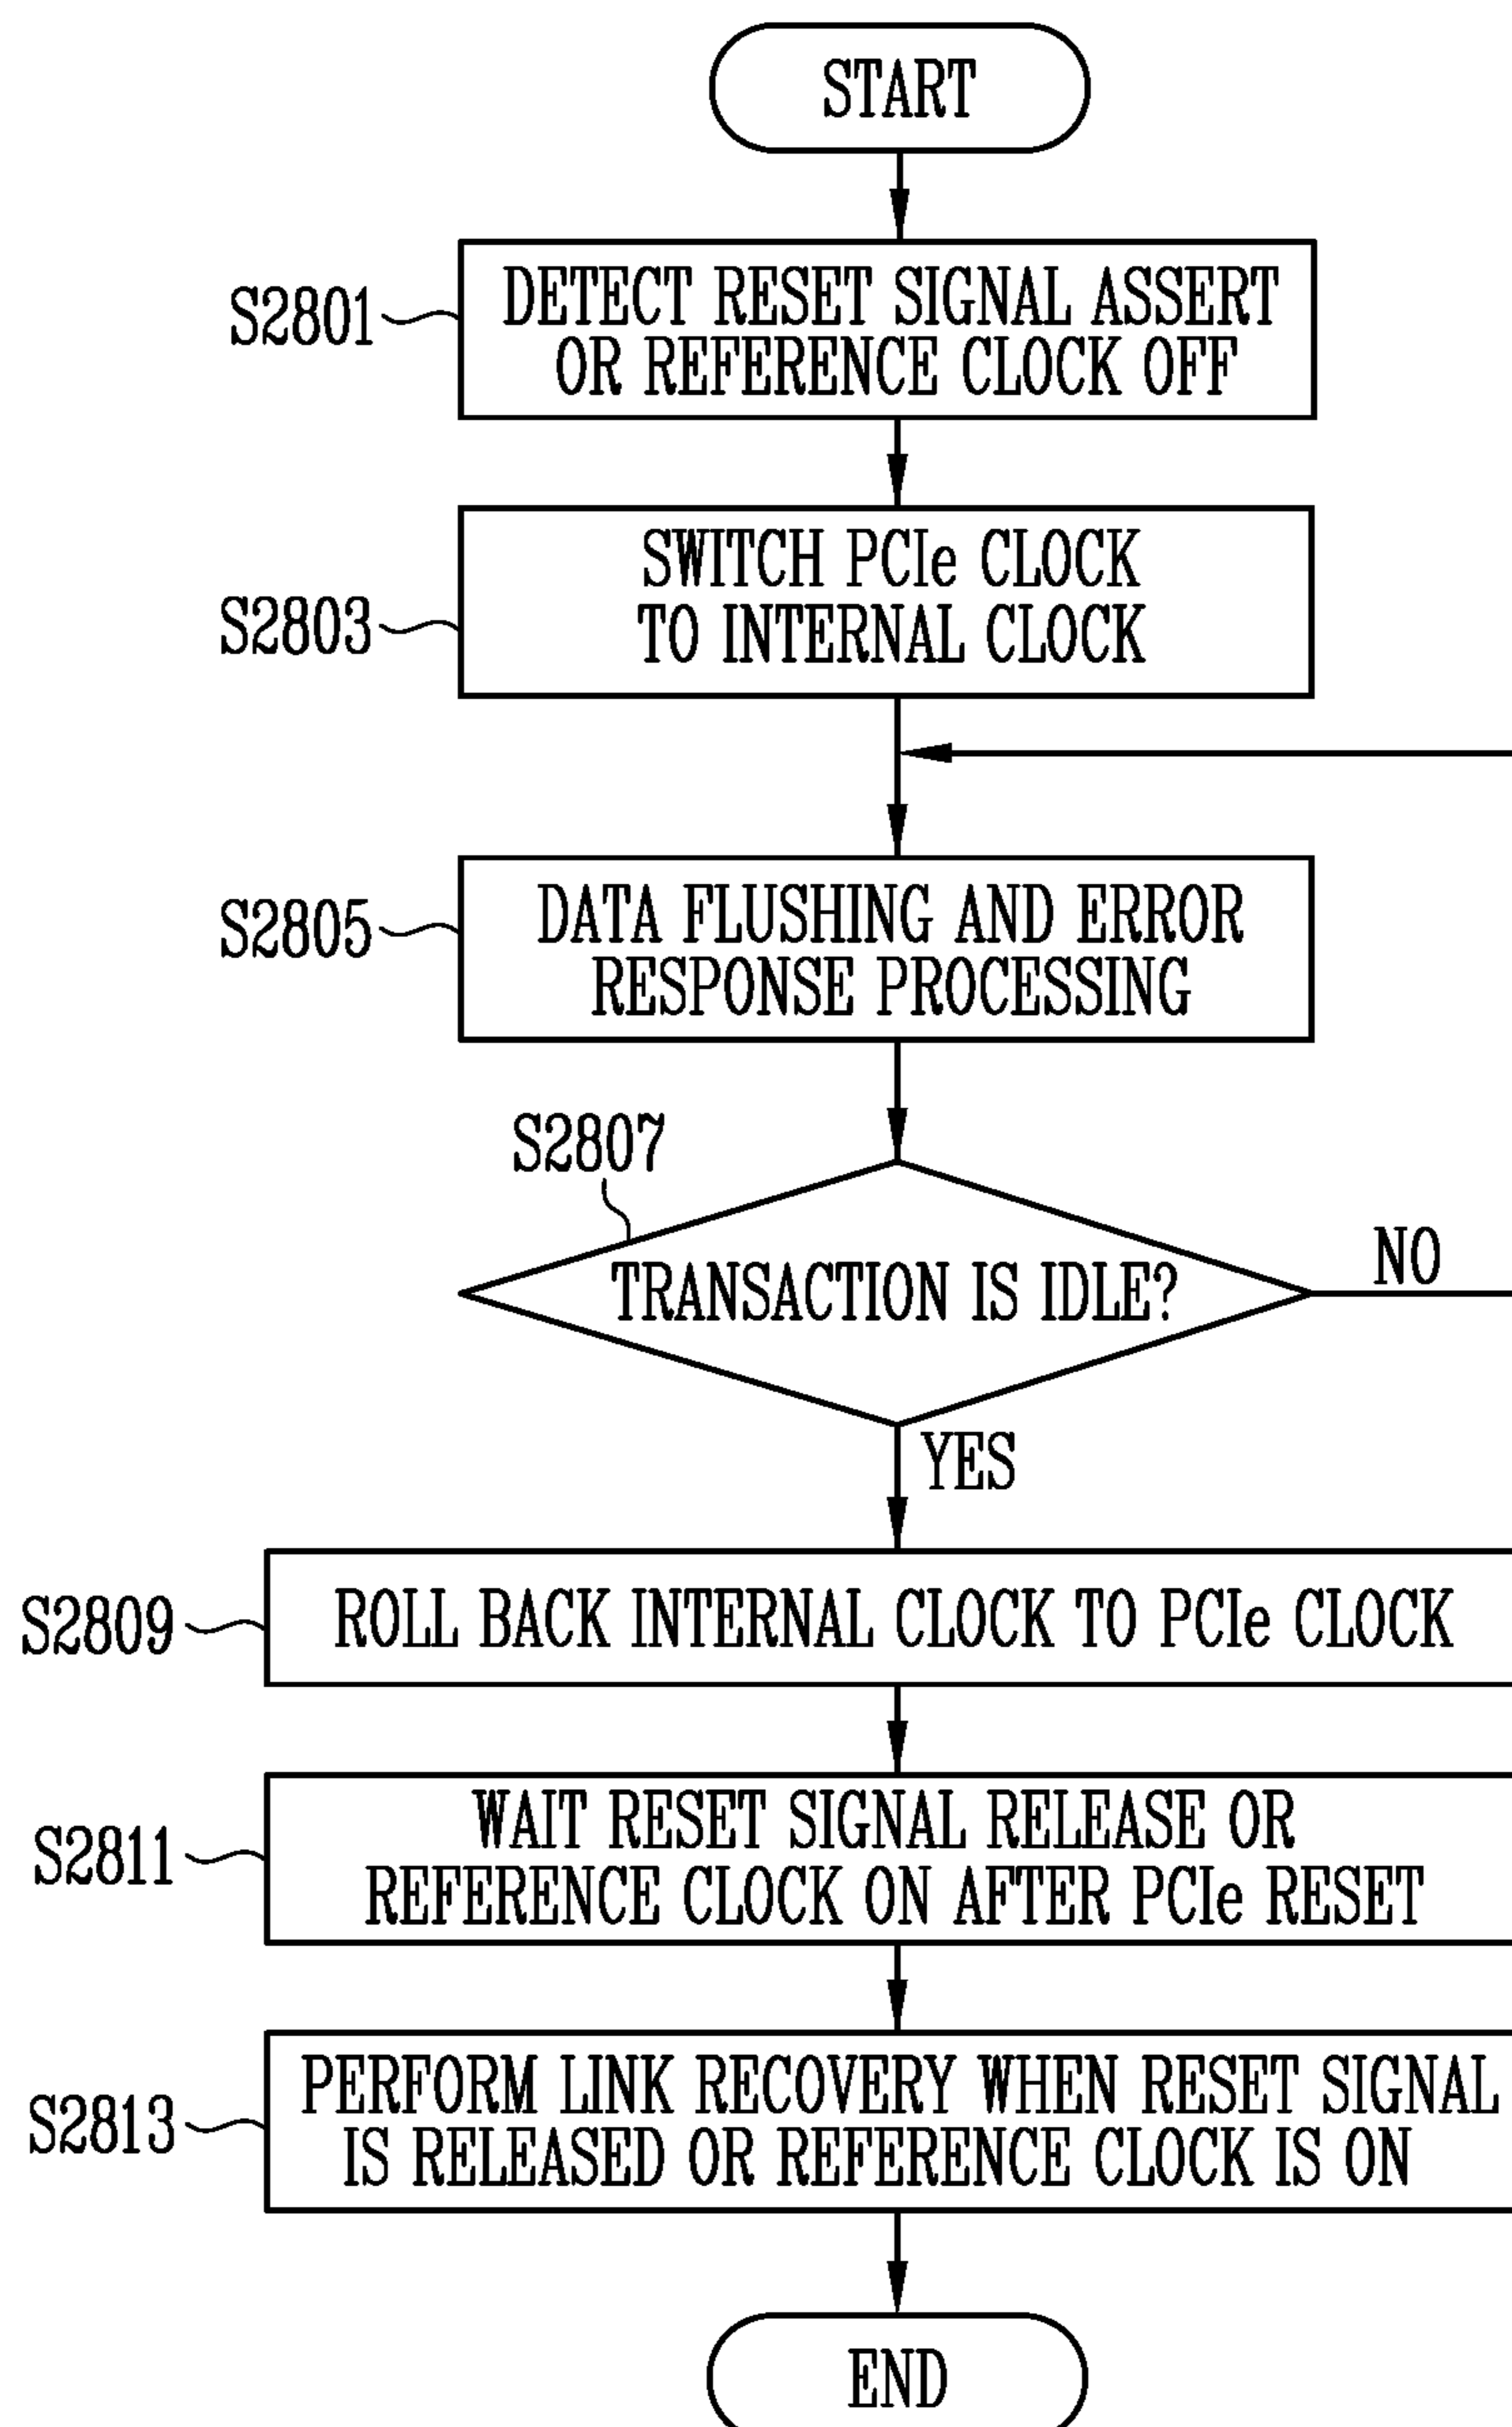 START
S2801
DETECT RESET SIGNAL ASSERT
OR REFERENCE CLOCK OFF
S2803
SWITCH PCIe CLOCK
TO INTERNAL CLOCK
S2805
DATA FLUSHING AND ERROR
RESPONSE PROCESSING
S2807
TRANSACTION IS IDLE?
NO
YES
S2809
ROLL BACK INTERNAL CLOCK TO PCIe CLOCK
S2811
WAIT RESET SIGNAL RELEASE OR
REFERENCE CLOCK ON AFTER PCIe RESET
S2813
PERFORM LINK RECOVERY WHEN RESET SIGNAL
IS RELEASED OR REFERENCE CLOCK IS ON
END